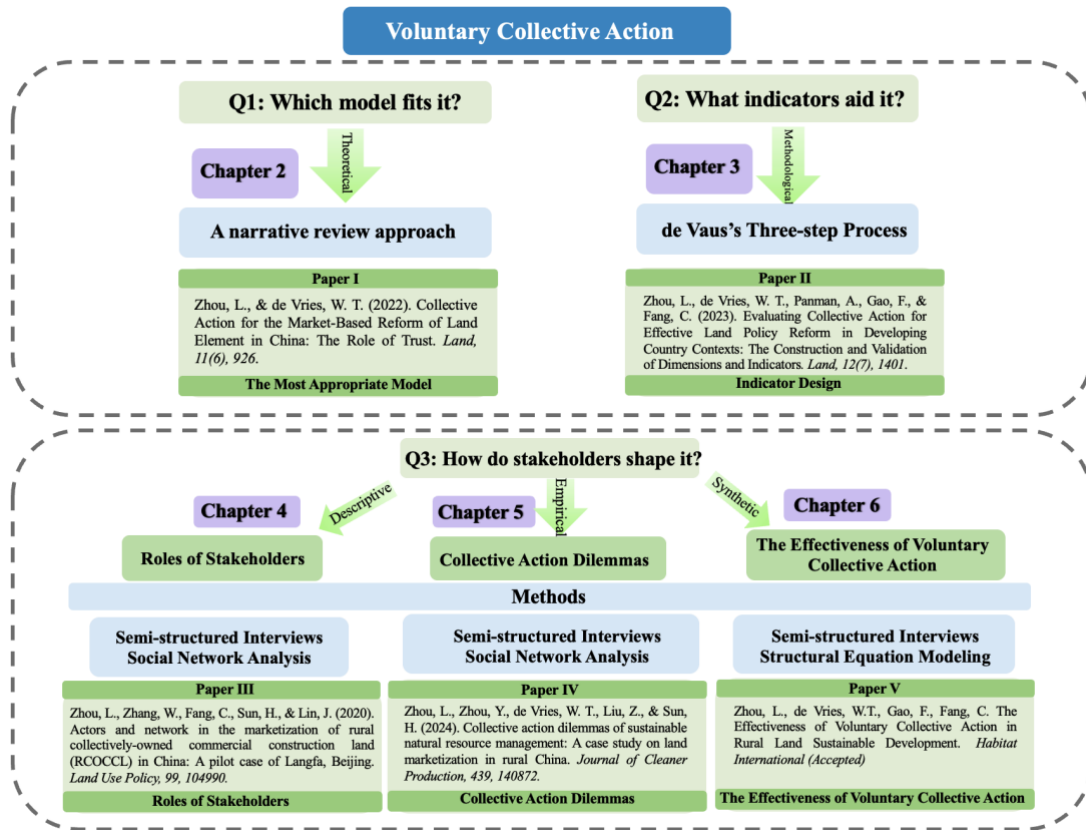 Voluntary Collective Action
Q1: Which model fits it?
Theoretical
Chapter 2
A narrative review approach
Paper I
Zhou, L., & de Vries, W. T. (2022). Collective
Action for the Market-Based Reform of Land
Element in China: The Role of Trust. Land,
11(6), 926.
The Most Appropriate Model
Q2: What indicators aid it?
Methodological
Chapter 3
de Vaus's Three-step Process
Paper II
Zhou, L., de Vries, W. T., Panman, A., Gao, F., &
Fang, C. (2023). Evaluating Collective Action for
Effective Land Policy Reform in Developing
Country Contexts: The Construction and Validation
of Dimensions and Indicators. Land, 12(7), 1401.
Indicator Design
Q3: How do stakeholders shape it?
Descriptive
Empirical
Synthetic
Chapter 4
Chapter 5
Chapter 6
Roles of Stakeholders
Collective Action Dilemmas
The Effectiveness of Voluntary
Collective Action
Methods
Semi-structured Interviews
Social Network Analysis
Paper III
Zhou, L., Zhang, W., Fang, C., Sun, H., & Lin, J. (2020).
Actors and network in the marketization of rural
collectively-owned commercial construction land
(RCOCCL) in China: A pilot case of Langfa, Beijing.
Land Use Policy, 99, 104990.
Roles of Stakeholders
Semi-structured Interviews
Social Network Analysis
Paper IV
Zhou, L., Zhou, Y., de Vries, W. T., Liu, Z., & Sun,
H. (2024). Collective action dilemmas of sustainable
natural resource management: A case study on land
marketization in rural China. Journal of Cleaner
Production, 439, 140872.
Collective Action Dilemmas
Semi-structured Interviews
Structural Equation Modeling
Paper V
Zhou, L., de Vries, W.T., Gao, F., Fang, C. The
Effectiveness of Voluntary Collective Action in
Rural Land Sustainable Development. Habitat
International (Accepted)
The Effectiveness of Voluntary Collective Action